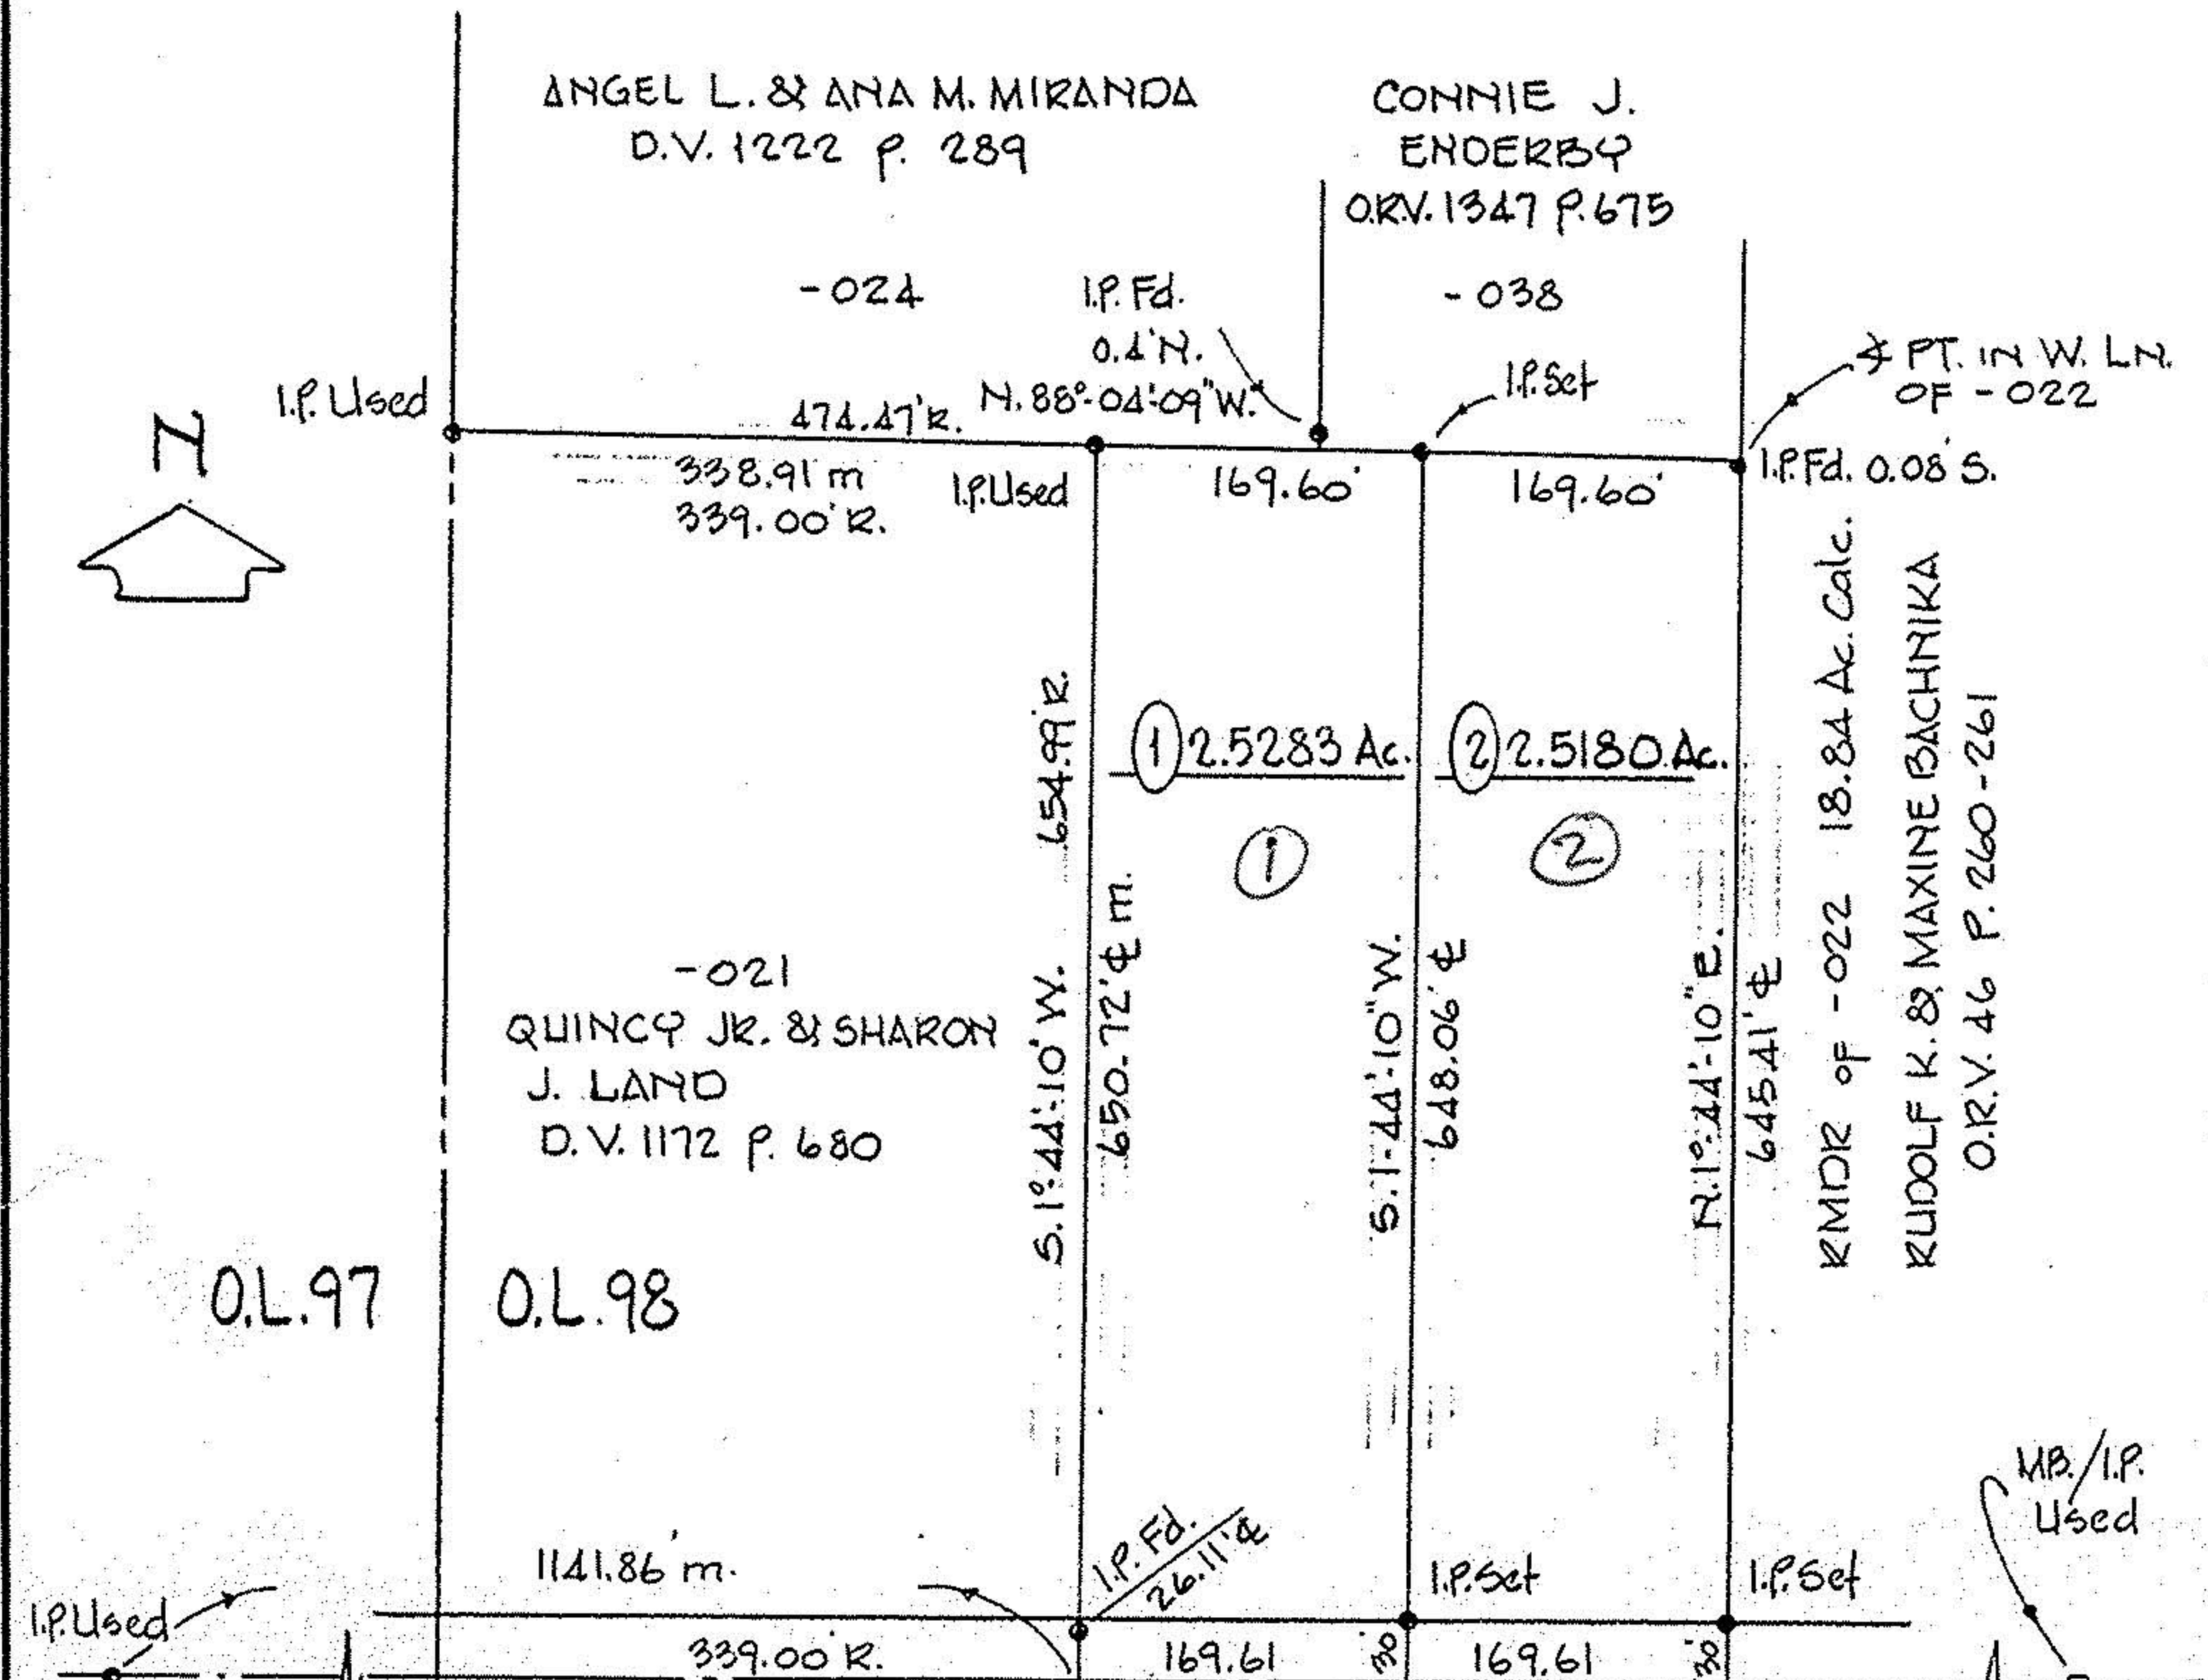 ANGEL L. & ANA M. MIRANDA
D.V. 1222 P. 289
CONNIE J.
ENDERBY
O.R.V. 1347 P. 675
-024
I.P. Fd.
0.4' N.
-038
I.P. Set
∡ PT. IN W. LN.
OF -022
I.P. Used
N
474.47' R.
N. 88°-04'-09" W.
338.91 m
339.00' R.
I.P. Used
169.60'
169.60'
I.P. Fd. 0.08' S.
① 2.5283 Ac.
② 2.5180 Ac.
①
②
S. 1°-44'-10" W. 654.99' R.
650.72' ℄ m.
S. 1-44'-10" W.
648.06' ℄
N. 1°-44'-10" E.
645.41' ℄
RMDR OF -022 18.84 Ac. Calc.
RUDOLF K. & MAXINE BACHNIKA
O.R.V. 46 P. 260-261
-021
QUINCY JR. & SHARON
J. LAND
D.V. 1172 P. 680
O.L. 97
O.L. 98
MB./I.P.
Used
I.P. Fd.
26.11' ℄
1141.86' m.
I.P. Set
I.P. Set
I.P. Used
339.00' R.
169.61
30'
169.61
30'